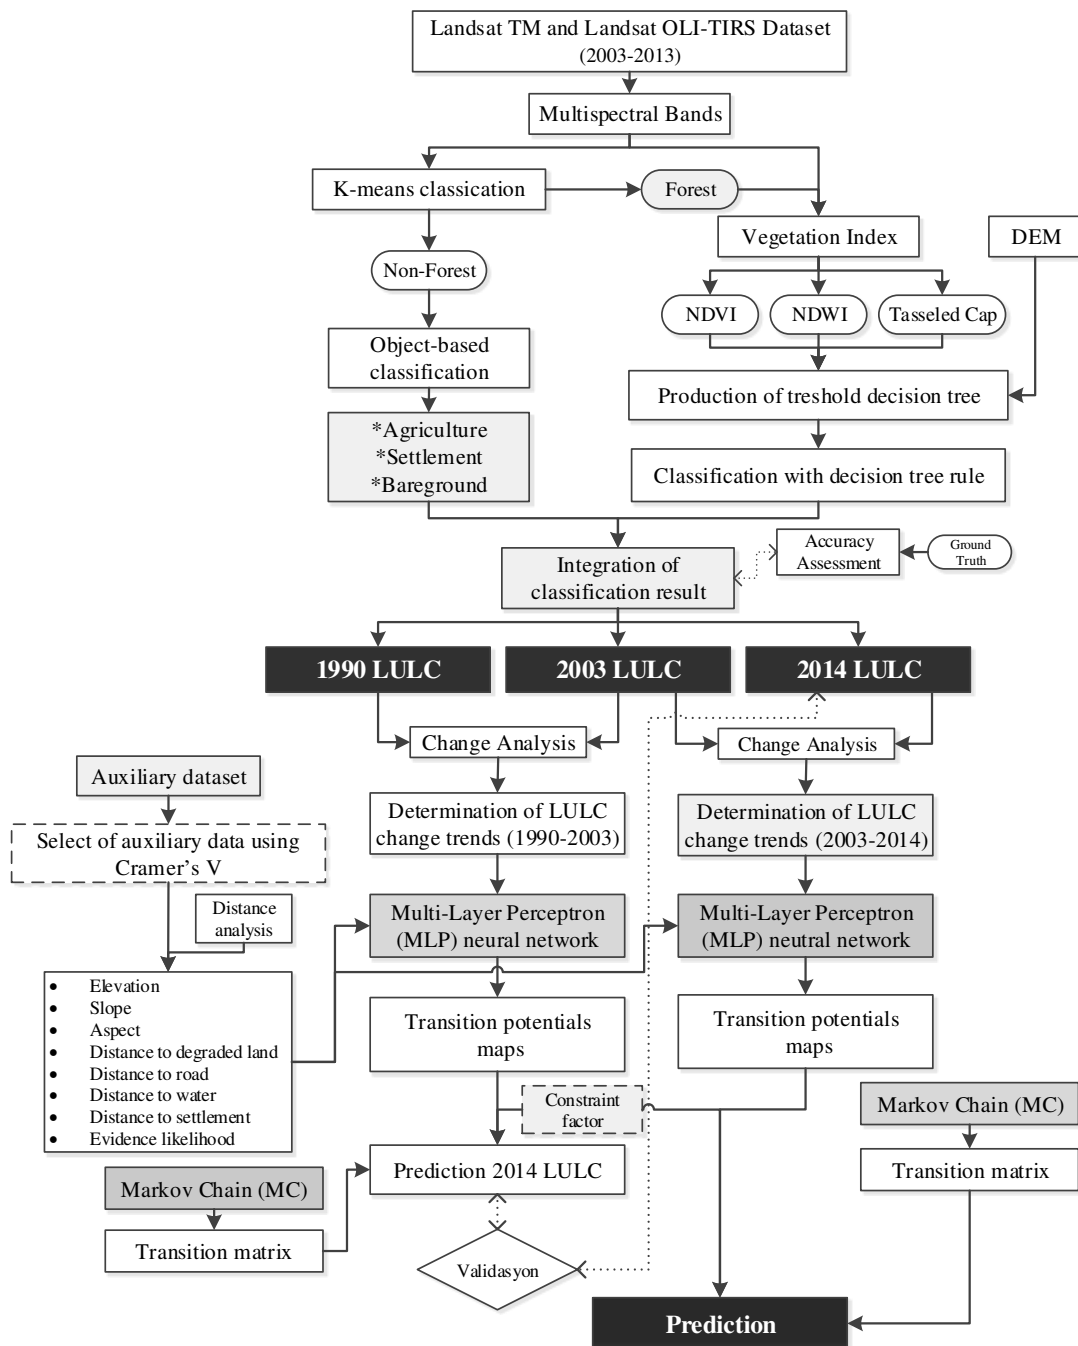 Landsat TM and Landsat OLI-TIRS Dataset
(2003-2013)
Multispectral Bands
K-means classication
Forest
Vegetation Index
DEM
Non-Forest
NDVI
NDWI
Tasseled Cap
Object-based
classification
Production of treshold decision tree
*Agriculture
*Settlement
*Bareground
Classification with decision tree rule
Integration of
classification result
Accuracy
Assessment
Ground
Truth
1990 LULC
2003 LULC
2014 LULC
Change Analysis
Change Analysis
Auxiliary dataset
Determination of LULC
change trends (1990-2003)
Determination of LULC
change trends (2003-2014)
Select of auxiliary data using
Cramer's V
Distance
analysis
Multi-Layer Perceptron
(MLP) neural network
Multi-Layer Perceptron
(MLP) neutral network
• Elevation
• Slope
• Aspect
• Distance to degraded land
• Distance to road
• Distance to water
• Distance to settlement
• Evidence likelihood
Transition potentials
maps
Transition potentials
maps
Constraint
factor
Markov Chain (MC)
Prediction 2014 LULC
Transition matrix
Markov Chain (MC)
Transition matrix
Validasyon
Prediction